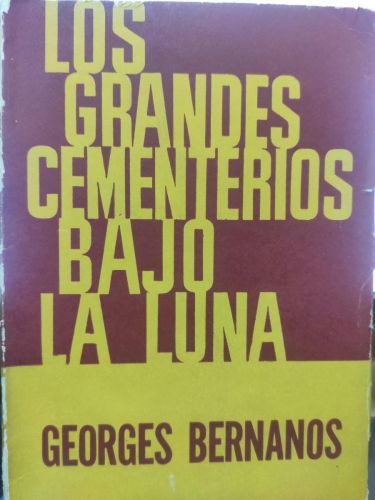 LOS
GRANDES
CEMENTERIOS
BAJO
LA LUNA
GEORGES BERNANOS